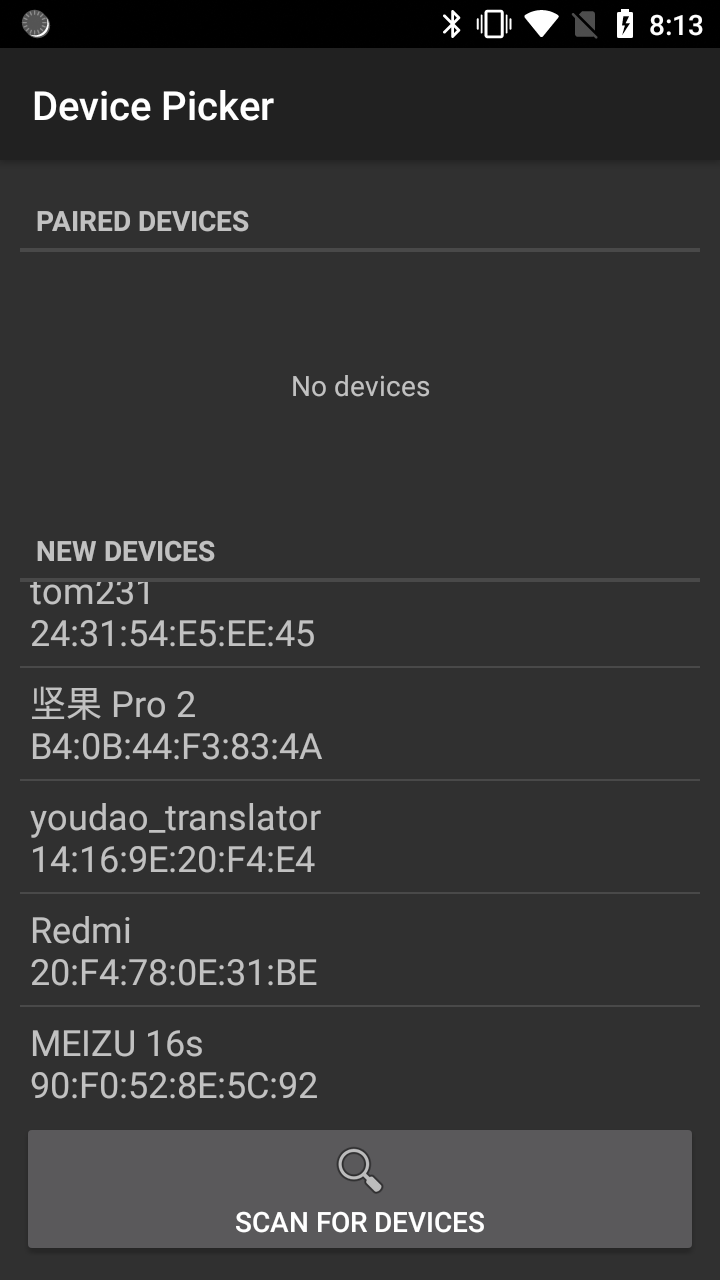 8:13
Device Picker
PAIRED DEVICES
No devices
NEW DEVICES
tom231
24:31:54:E5:EE:45
坚果 Pro 2
B4:0B:44:F3:83:4A
youdao_translator
14:16:9E:20:F4:E4
Redmi
20:F4:78:0E:31:BE
MEIZU 16s
90:F0:52:8E:5C:92
SCAN FOR DEVICES